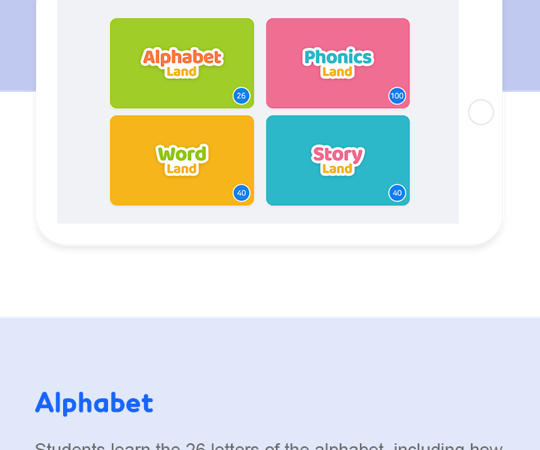 Alphabet
Land
26
Phonics
Land
100
Word
Land
40
Story
Land
40
Alphabet
Students learn the 26 letters of the alphabet, including how